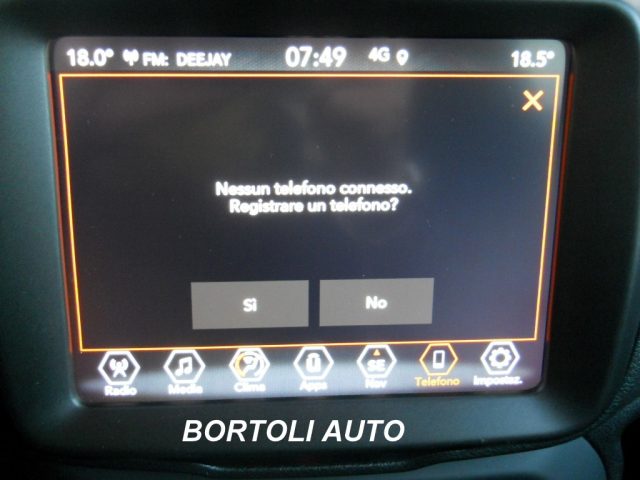 18.0° FM: DEEJAY 07:49 4G 18.5°
Nessun telefono connesso.
Registrare un telefono?
Sì No
SE
Radio Media Clima Apps Nav Telefono Impostaz.
BORTOLI AUTO